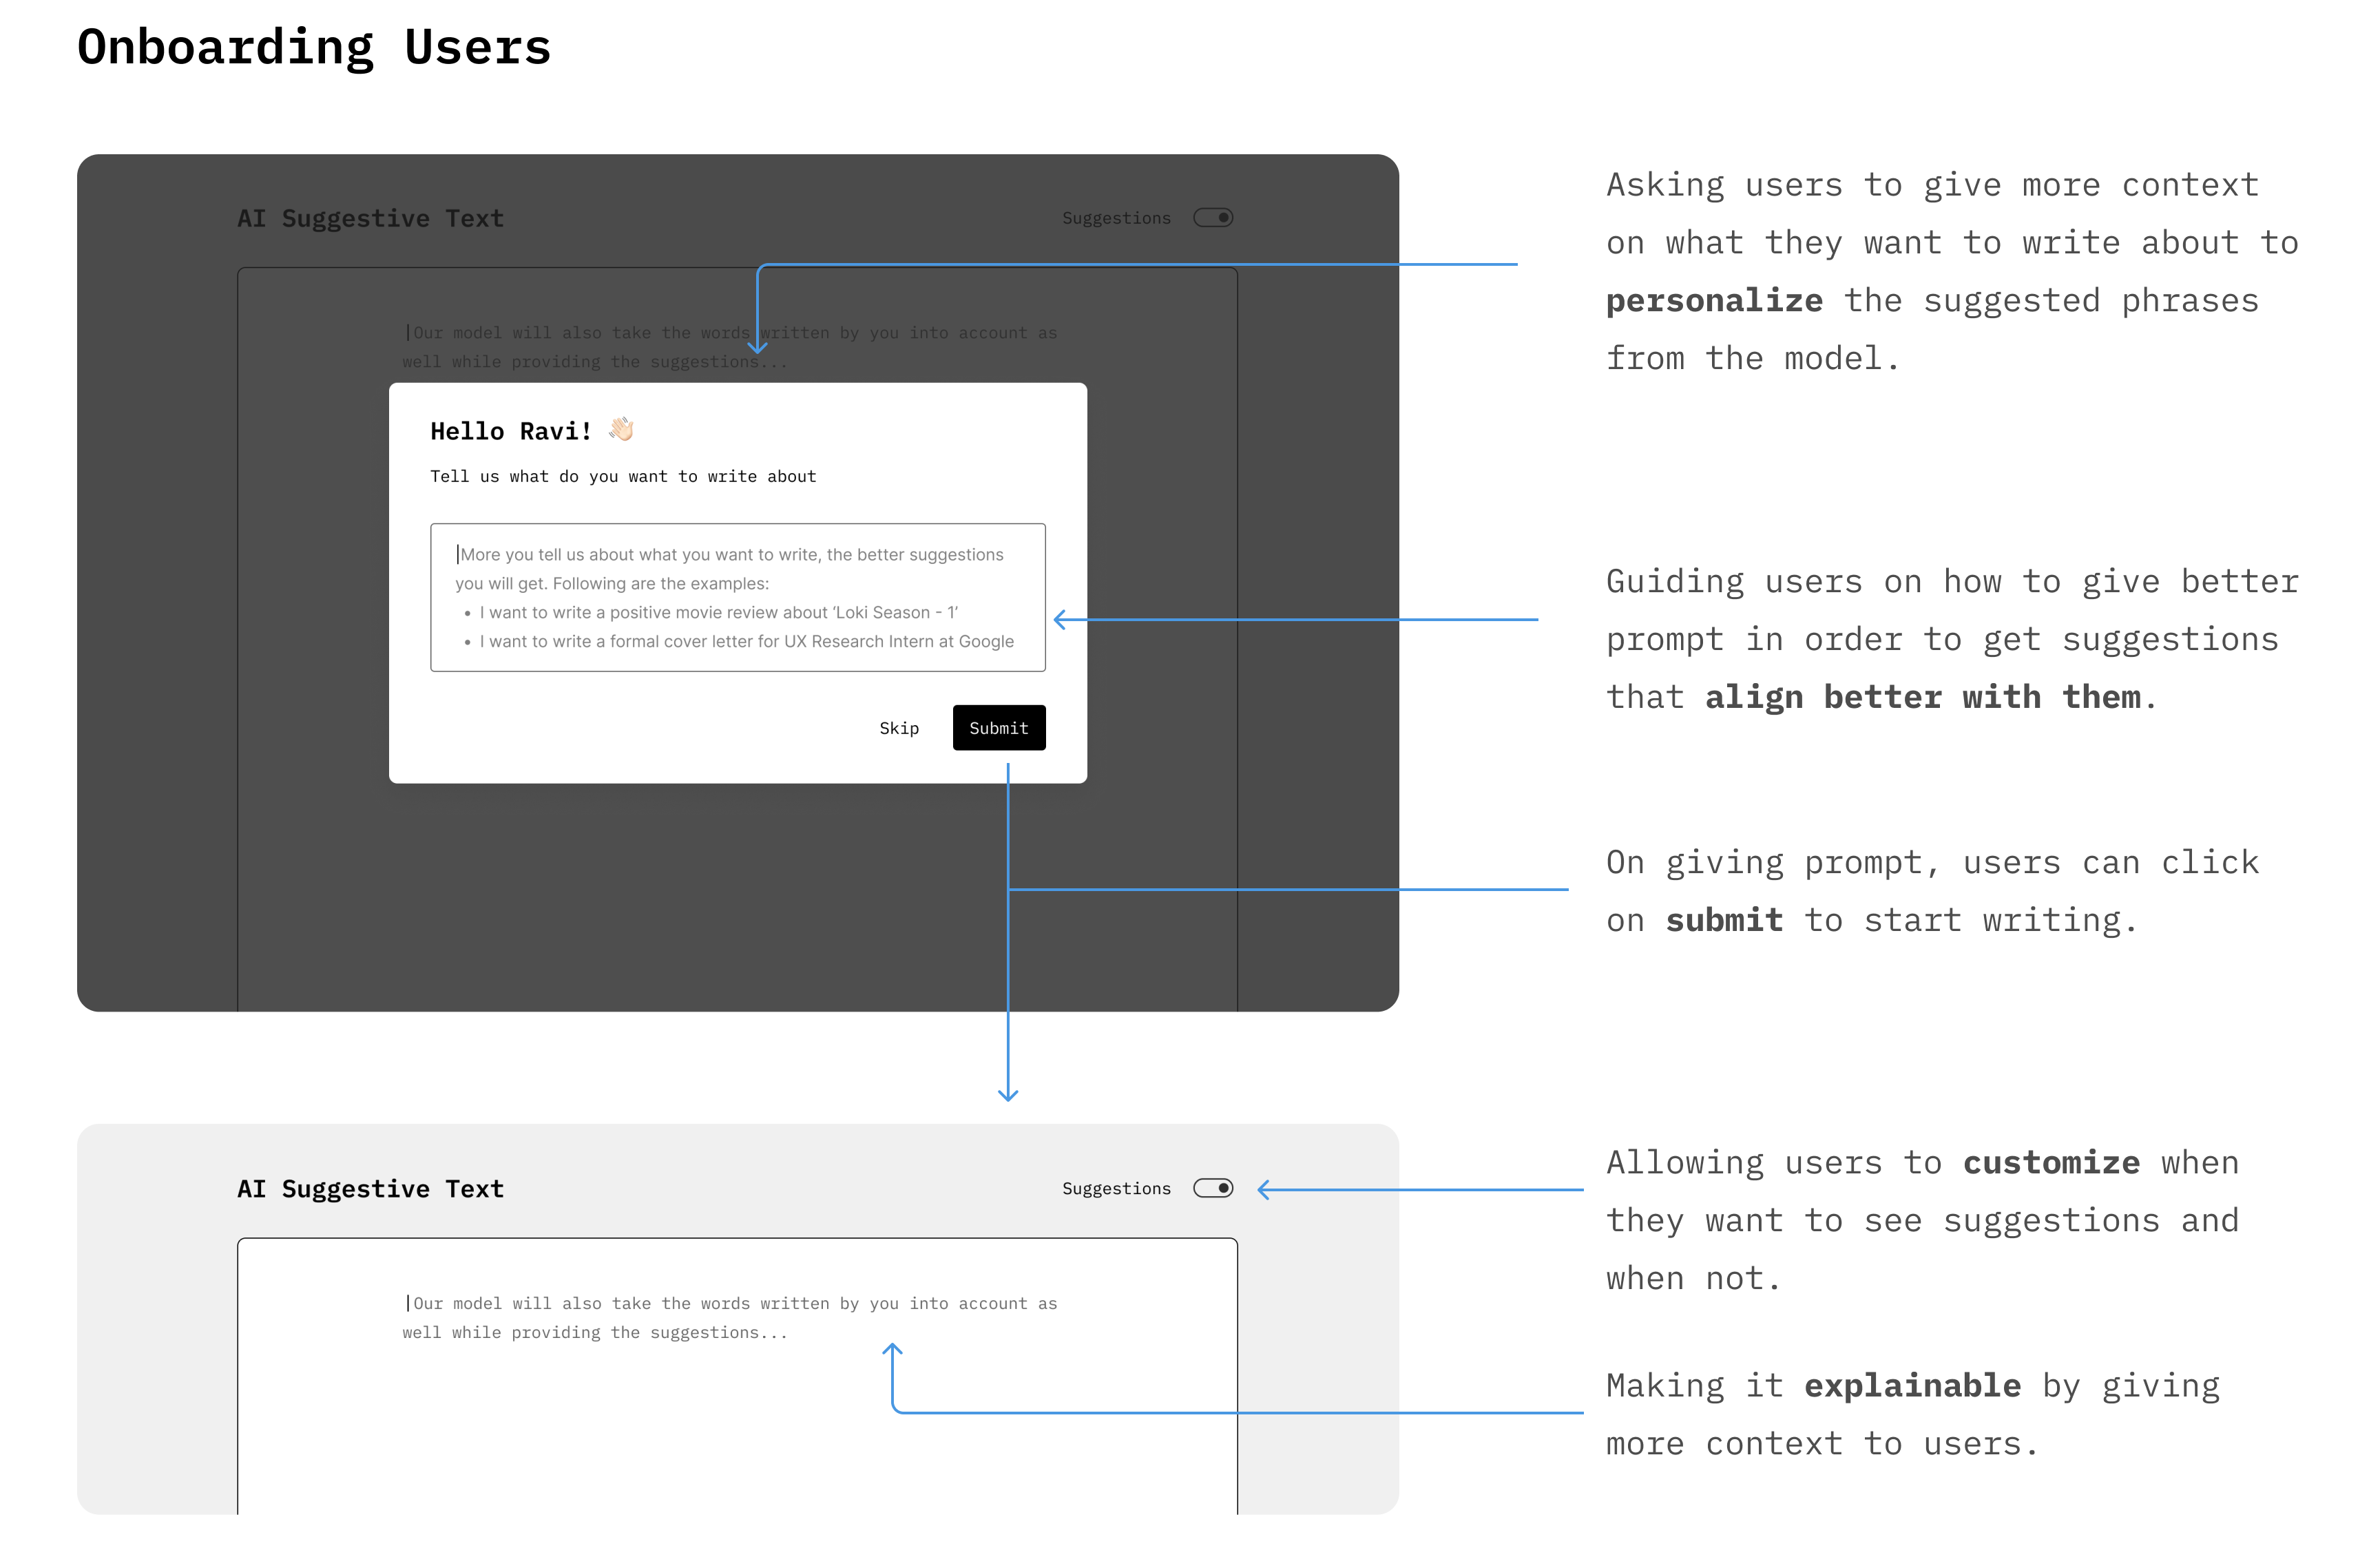 Onboarding Users
AI Suggestive Text
Suggestions
Our model will also take the words written by you into account as
well while providing the suggestions...
Hello Ravi! 👋🏻
Tell us what do you want to write about
More you tell us about what you want to write, the better suggestions
you will get. Following are the examples:
• I want to write a positive movie review about ‘Loki Season - 1’
• I want to write a formal cover letter for UX Research Intern at Google
Skip
Submit
Asking users to give more context
on what they want to write about to
personalize the suggested phrases
from the model.
Guiding users on how to give better
prompt in order to get suggestions
that align better with them.
On giving prompt, users can click
on submit to start writing.
AI Suggestive Text
Suggestions
Our model will also take the words written by you into account as
well while providing the suggestions...
Allowing users to customize when
they want to see suggestions and
when not.
Making it explainable by giving
more context to users.